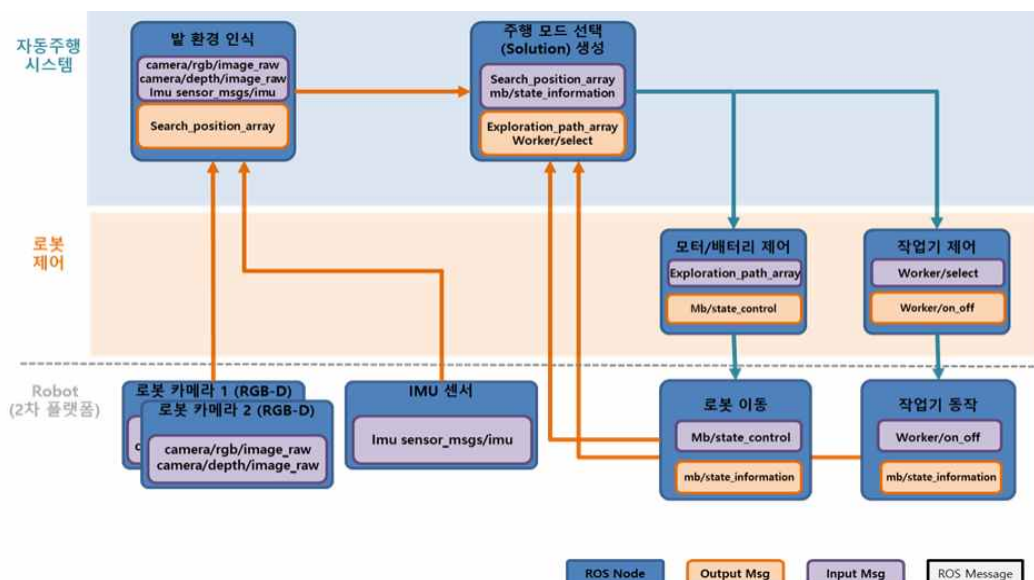 자동주행
시스템
밭 환경 인식
camera/rgb/image_raw
camera/depth/image_raw
Imu sensor_msgs/imu
Search_position_array
주행 모드 선택
(Solution) 생성
Search_position_array
mb/state_information
Exploration_path_array
Worker/select
로봇
제어
모터/배터리 제어
Exploration_path_array
Mb/state_control
작업기 제어
Worker/select
Worker/on_off
Robot
(2차 플랫폼)
로봇 카메라 1 (RGB-D)
로봇 카메라 2 (RGB-D)
camera/rgb/image_raw
camera/depth/image_raw
IMU 센서
Imu sensor_msgs/imu
로봇 이동
Mb/state_control
mb/state_information
작업기 동작
Worker/on_off
mb/state_information
ROS Node
Output Msg
Input Msg
ROS Message